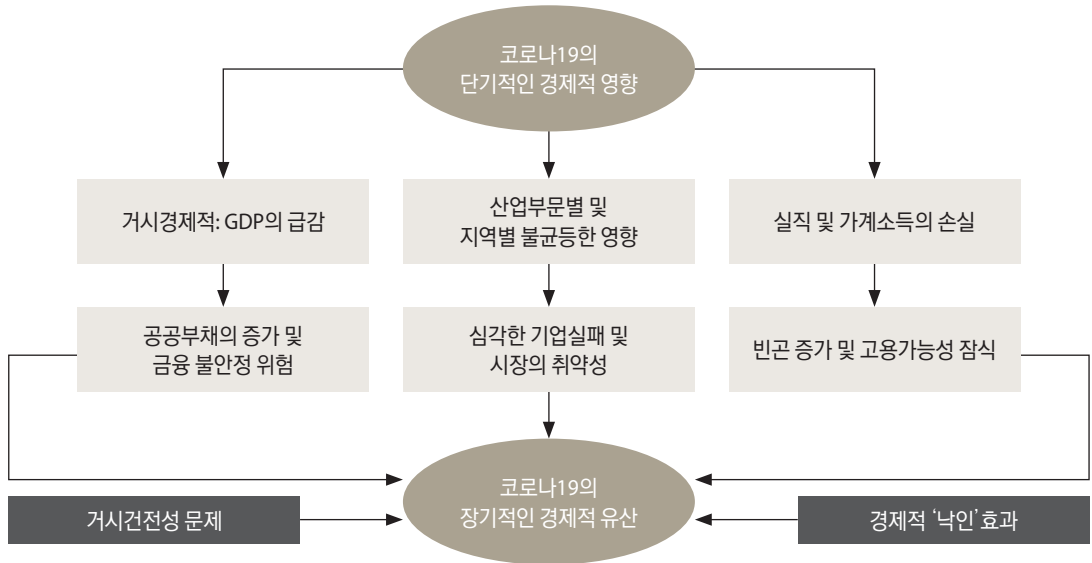 코로나19의
단기적인 경제적 영향
거시경제적: GDP의 급감
산업부문별 및
지역별 불균등한 영향
실직 및 가계소득의 손실
공공부채의 증가 및
금융 불안정 위험
심각한 기업실패 및
시장의 취약성
빈곤 증가 및 고용가능성 잠식
코로나19의
장기적인 경제적 유산
거시건전성 문제
경제적 ‘낙인’ 효과